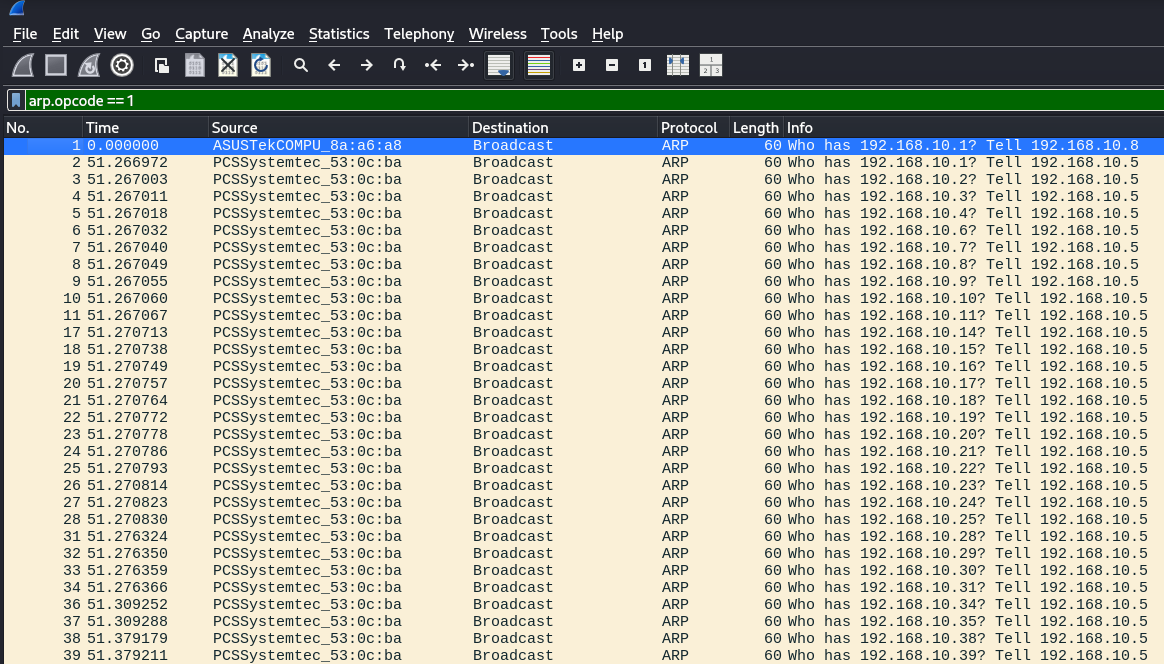 File Edit View Go Capture Analyze Statistics Telephony Wireless Tools Help
arp.opcode == 1
No. Time Source Destination Protocol Length Info
1 0.000000 ASUSTekCOMPU_8a:a6:a8 Broadcast ARP 60 Who has 192.168.10.1? Tell 192.168.10.8
2 51.266972 PCSSystemtec_53:0c:ba Broadcast ARP 60 Who has 192.168.10.1? Tell 192.168.10.5
3 51.267003 PCSSystemtec_53:0c:ba Broadcast ARP 60 Who has 192.168.10.2? Tell 192.168.10.5
4 51.267011 PCSSystemtec_53:0c:ba Broadcast ARP 60 Who has 192.168.10.3? Tell 192.168.10.5
5 51.267018 PCSSystemtec_53:0c:ba Broadcast ARP 60 Who has 192.168.10.4? Tell 192.168.10.5
6 51.267032 PCSSystemtec_53:0c:ba Broadcast ARP 60 Who has 192.168.10.6? Tell 192.168.10.5
7 51.267040 PCSSystemtec_53:0c:ba Broadcast ARP 60 Who has 192.168.10.7? Tell 192.168.10.5
8 51.267049 PCSSystemtec_53:0c:ba Broadcast ARP 60 Who has 192.168.10.8? Tell 192.168.10.5
9 51.267055 PCSSystemtec_53:0c:ba Broadcast ARP 60 Who has 192.168.10.9? Tell 192.168.10.5
10 51.267060 PCSSystemtec_53:0c:ba Broadcast ARP 60 Who has 192.168.10.10? Tell 192.168.10.5
11 51.267067 PCSSystemtec_53:0c:ba Broadcast ARP 60 Who has 192.168.10.11? Tell 192.168.10.5
17 51.270713 PCSSystemtec_53:0c:ba Broadcast ARP 60 Who has 192.168.10.14? Tell 192.168.10.5
18 51.270738 PCSSystemtec_53:0c:ba Broadcast ARP 60 Who has 192.168.10.15? Tell 192.168.10.5
19 51.270749 PCSSystemtec_53:0c:ba Broadcast ARP 60 Who has 192.168.10.16? Tell 192.168.10.5
20 51.270757 PCSSystemtec_53:0c:ba Broadcast ARP 60 Who has 192.168.10.17? Tell 192.168.10.5
21 51.270764 PCSSystemtec_53:0c:ba Broadcast ARP 60 Who has 192.168.10.18? Tell 192.168.10.5
22 51.270772 PCSSystemtec_53:0c:ba Broadcast ARP 60 Who has 192.168.10.19? Tell 192.168.10.5
23 51.270778 PCSSystemtec_53:0c:ba Broadcast ARP 60 Who has 192.168.10.20? Tell 192.168.10.5
24 51.270786 PCSSystemtec_53:0c:ba Broadcast ARP 60 Who has 192.168.10.21? Tell 192.168.10.5
25 51.270793 PCSSystemtec_53:0c:ba Broadcast ARP 60 Who has 192.168.10.22? Tell 192.168.10.5
26 51.270814 PCSSystemtec_53:0c:ba Broadcast ARP 60 Who has 192.168.10.23? Tell 192.168.10.5
27 51.270823 PCSSystemtec_53:0c:ba Broadcast ARP 60 Who has 192.168.10.24? Tell 192.168.10.5
28 51.270830 PCSSystemtec_53:0c:ba Broadcast ARP 60 Who has 192.168.10.25? Tell 192.168.10.5
31 51.276324 PCSSystemtec_53:0c:ba Broadcast ARP 60 Who has 192.168.10.28? Tell 192.168.10.5
32 51.276350 PCSSystemtec_53:0c:ba Broadcast ARP 60 Who has 192.168.10.29? Tell 192.168.10.5
33 51.276359 PCSSystemtec_53:0c:ba Broadcast ARP 60 Who has 192.168.10.30? Tell 192.168.10.5
34 51.276366 PCSSystemtec_53:0c:ba Broadcast ARP 60 Who has 192.168.10.31? Tell 192.168.10.5
36 51.309252 PCSSystemtec_53:0c:ba Broadcast ARP 60 Who has 192.168.10.34? Tell 192.168.10.5
37 51.309288 PCSSystemtec_53:0c:ba Broadcast ARP 60 Who has 192.168.10.35? Tell 192.168.10.5
38 51.379179 PCSSystemtec_53:0c:ba Broadcast ARP 60 Who has 192.168.10.38? Tell 192.168.10.5
39 51.379211 PCSSystemtec_53:0c:ba Broadcast ARP 60 Who has 192.168.10.39? Tell 192.168.10.5